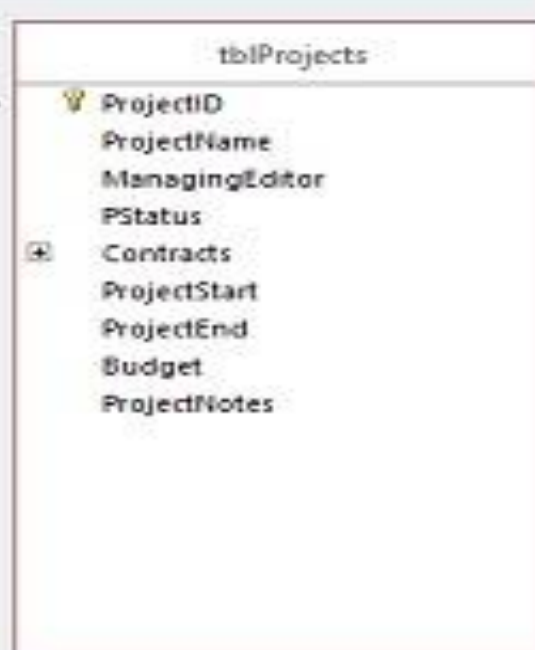 tblProjects
ProjectID
ProjectName
ManagingEditor
PStatus
Contracts
ProjectStart
ProjectEnd
Budget
ProjectNotes